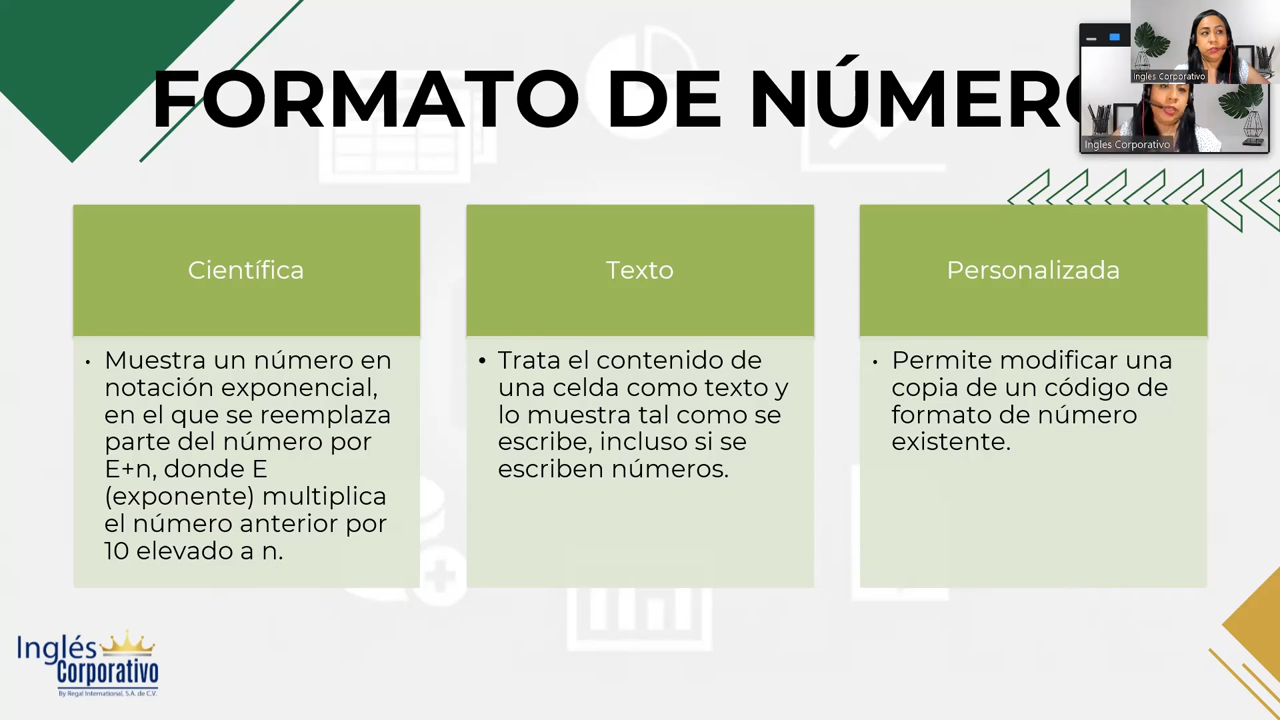 FORMATO DE NÚMERO
Ingles Corporativo
Ingles Corporativo
Científica
Texto
Personalizada
• Muestra un número en
notación exponencial,
en el que se reemplaza
parte del número por
E+n, donde E
(exponente) multiplica
el número anterior por
10 elevado a n.
• Trata el contenido de
una celda como texto y
lo muestra tal como se
escribe, incluso si se
escriben números.
• Permite modificar una
copia de un código de
formato de número
existente.
Inglés
Corporativo
By Regal International, S.A. de C.V.